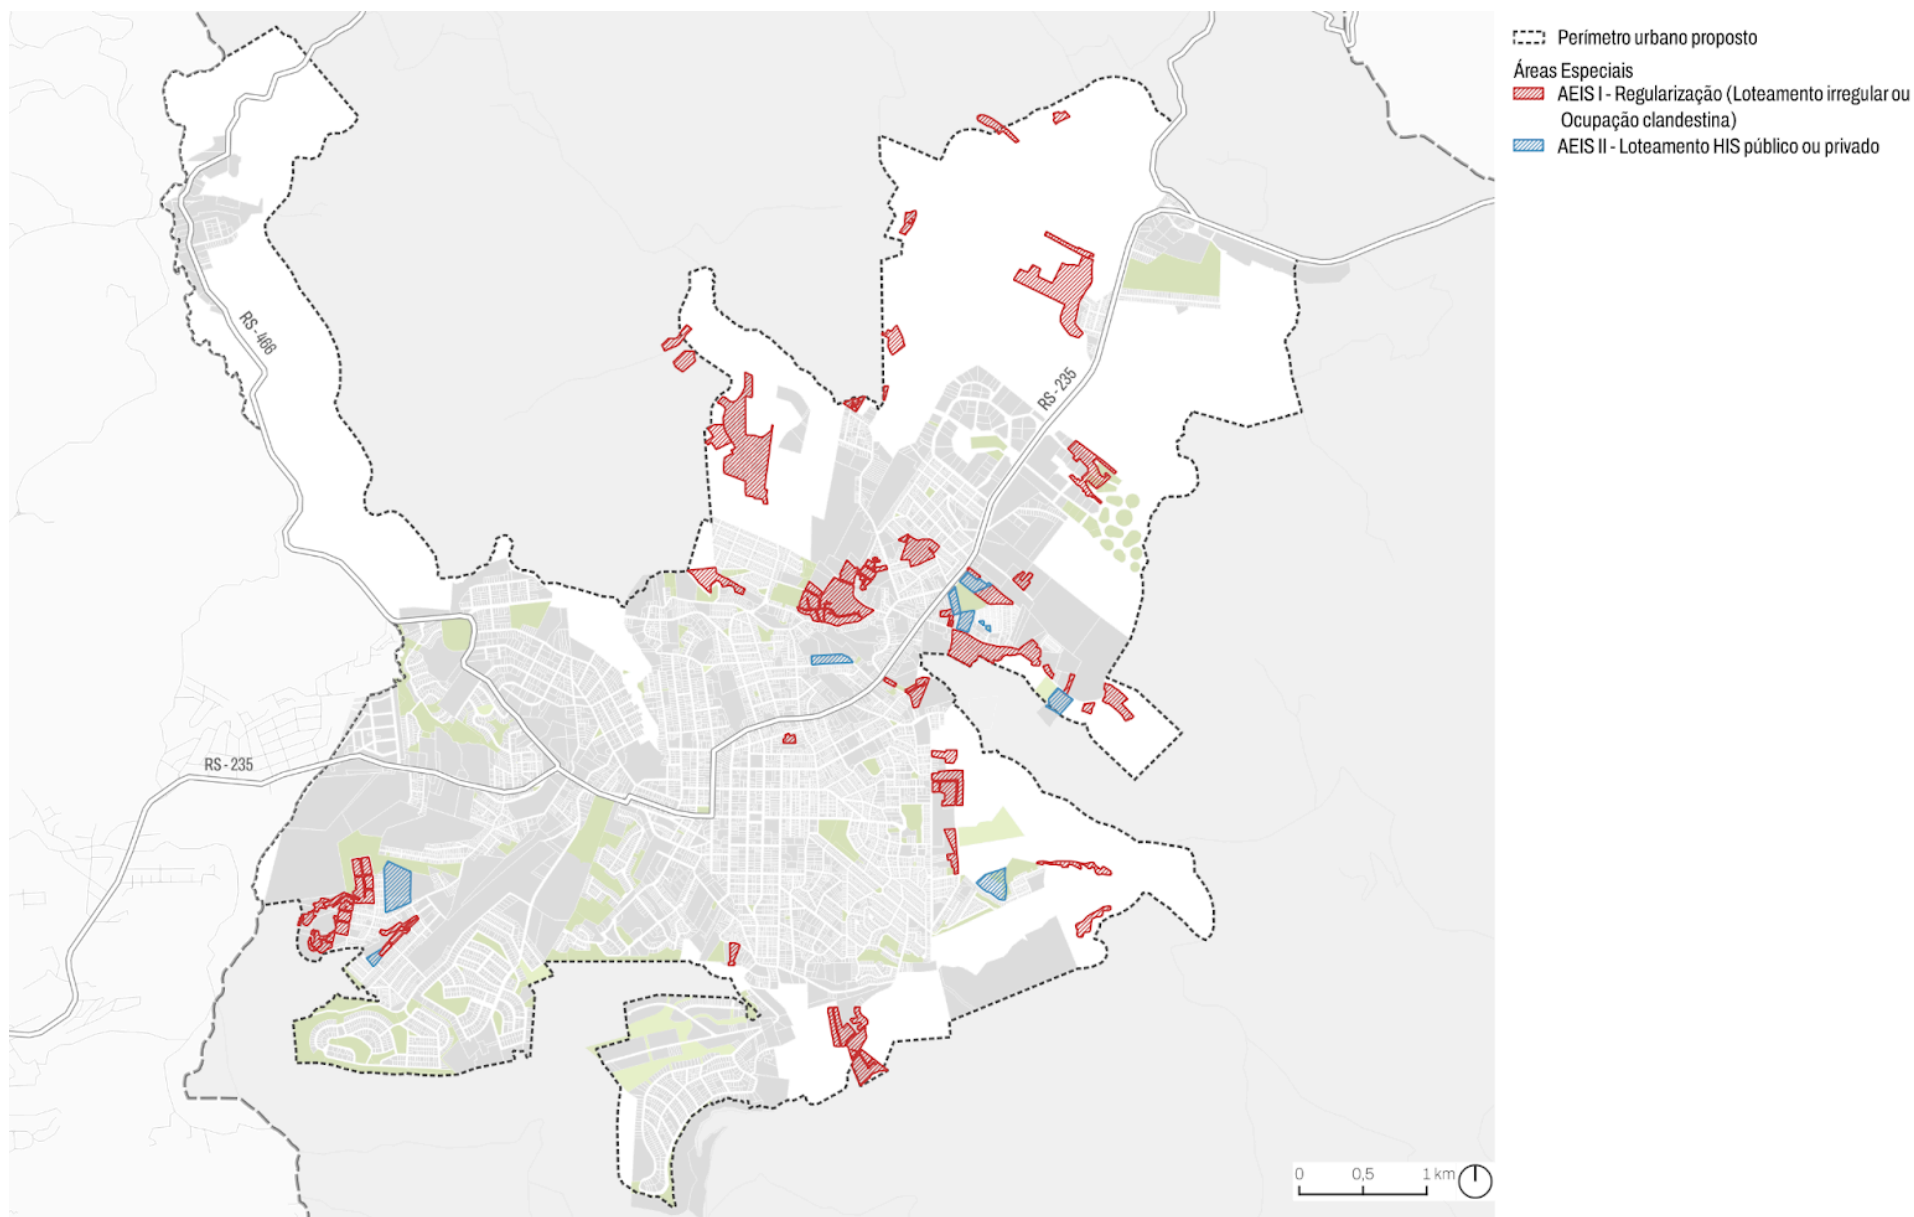 Perímetro urbano proposto
Áreas Especiais
AEIS I - Regularização (Loteamento irregular ou
Ocupação clandestina)
AEIS II - Loteamento HIS público ou privado
RS - 466
RS - 235
RS - 235
0 0,5 1 km